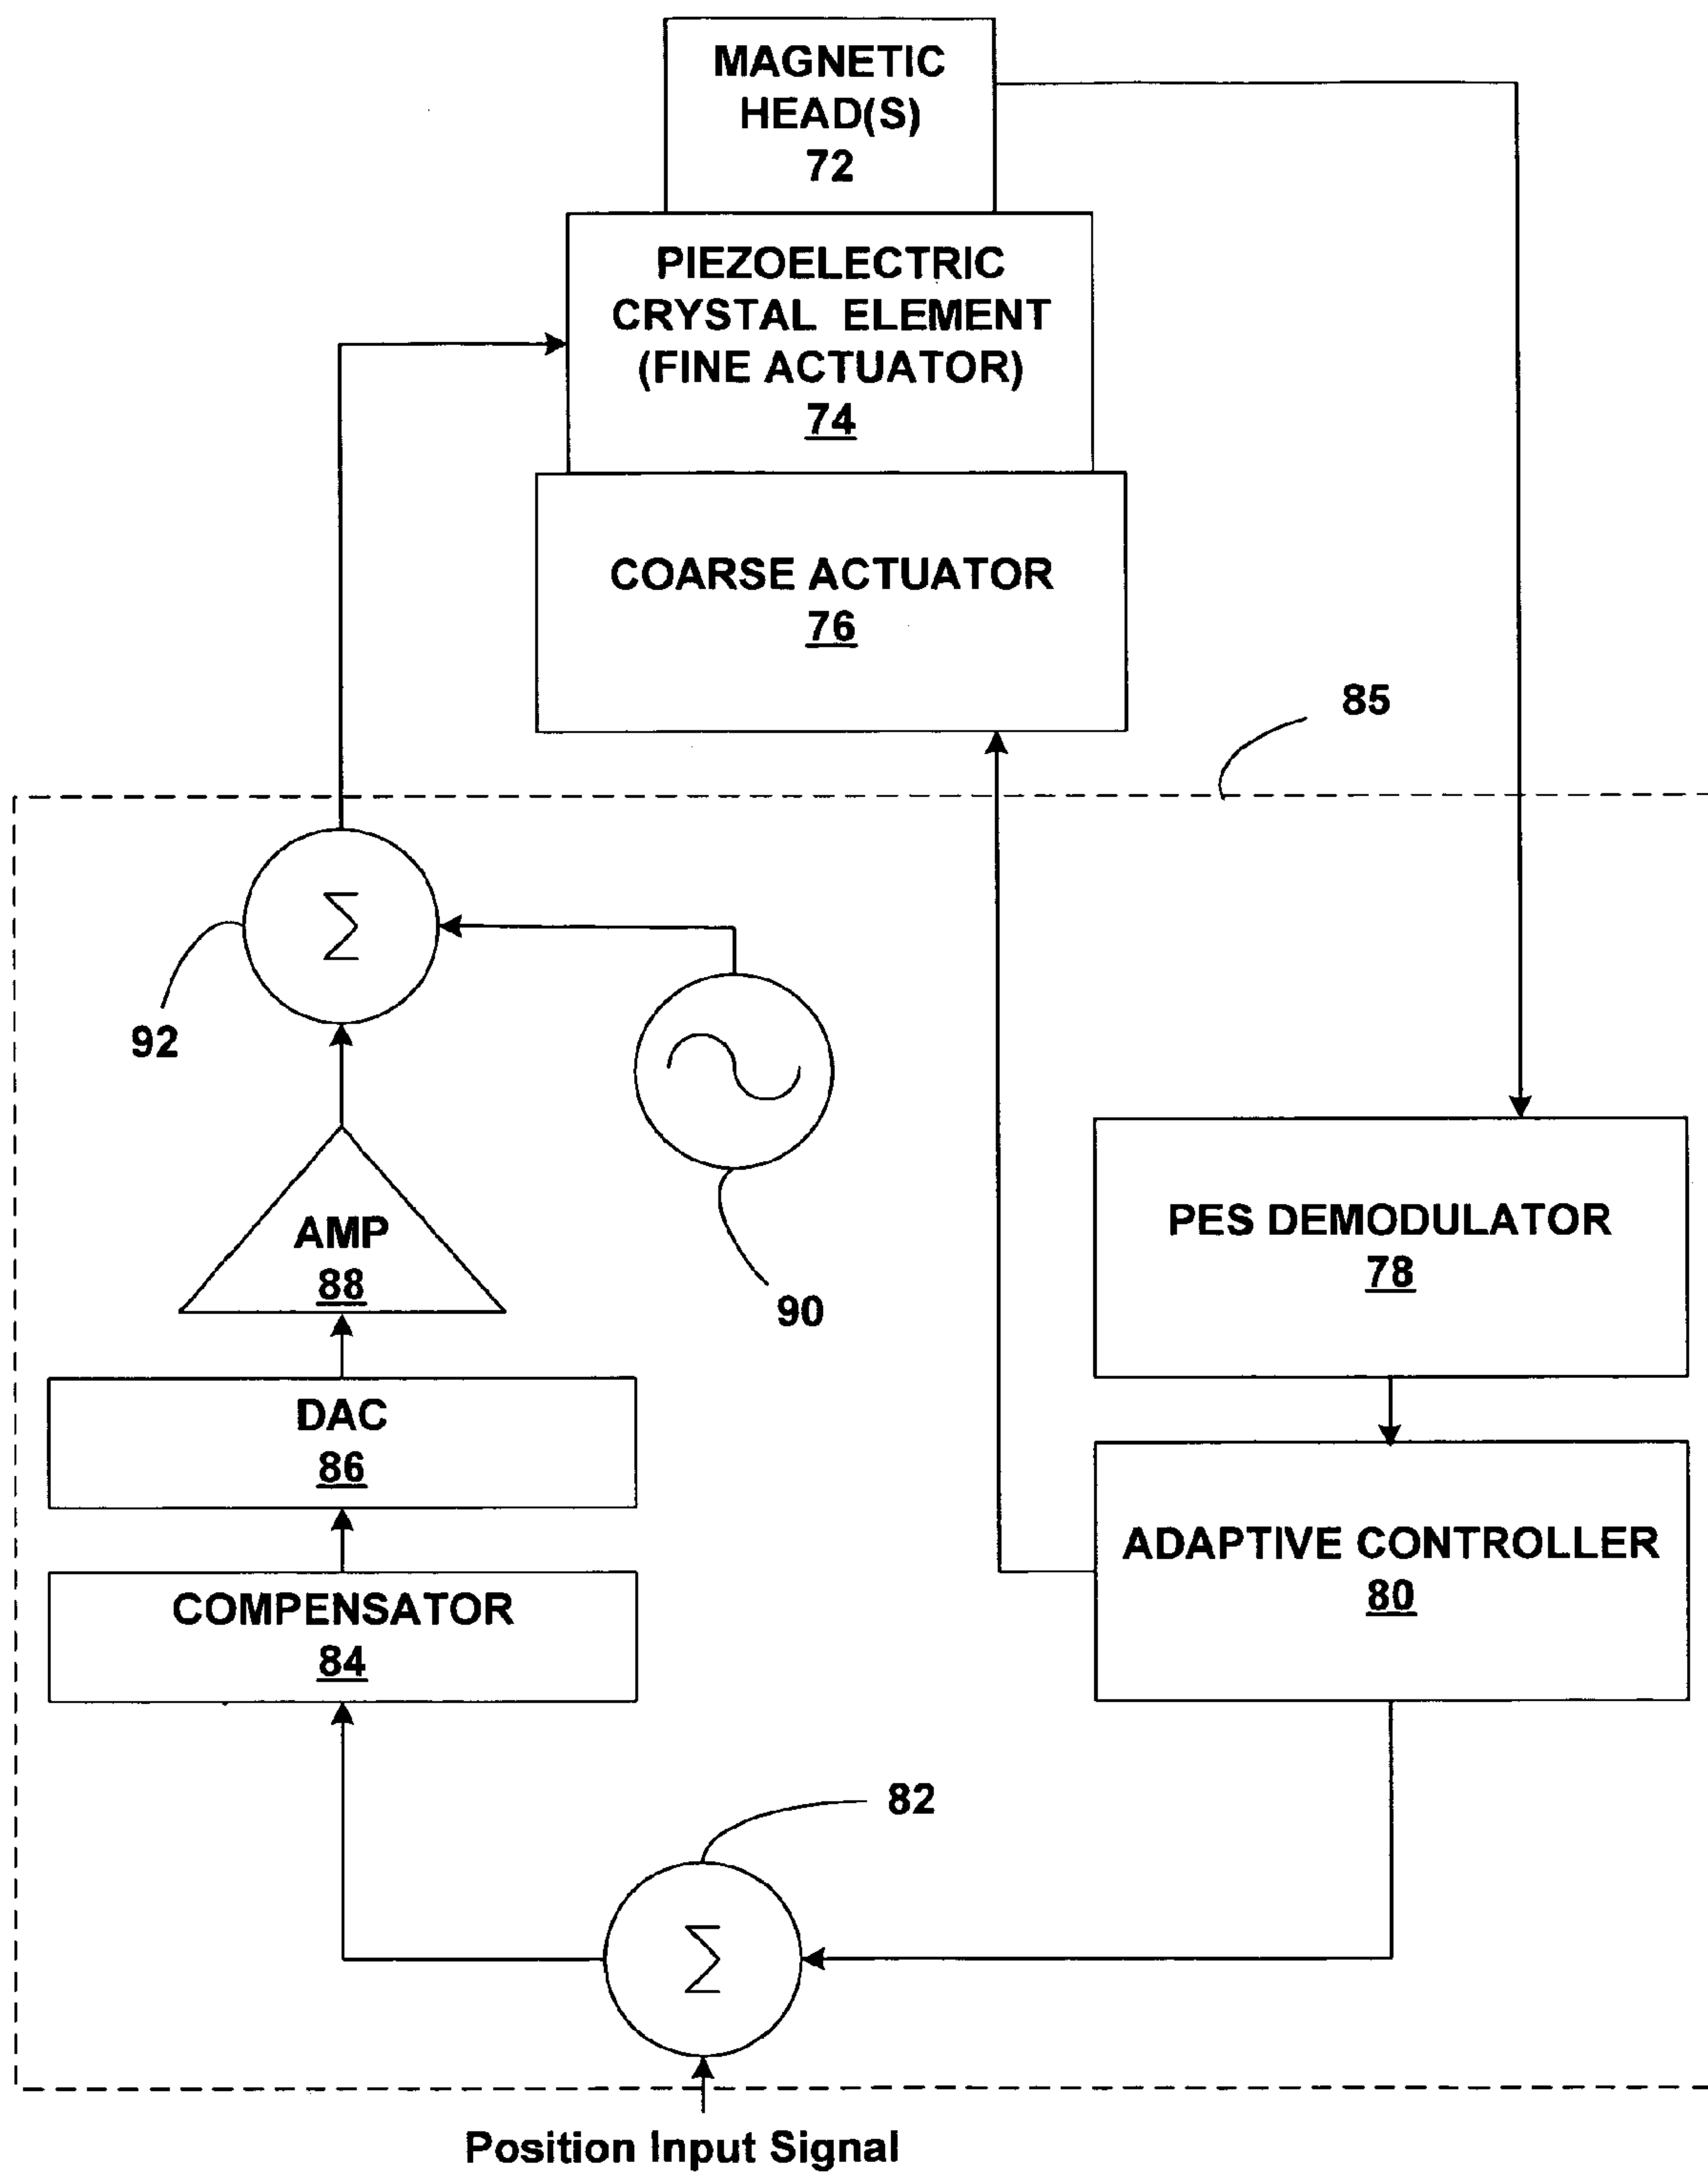 MAGNETIC
HEAD(S)
72
PIEZOELECTRIC
CRYSTAL ELEMENT
(FINE ACTUATOR)
74
COARSE ACTUATOR
76
85
Σ
92
90
AMP
88
PES DEMODULATOR
78
DAC
86
ADAPTIVE CONTROLLER
80
COMPENSATOR
84
82
Σ
Position Input Signal